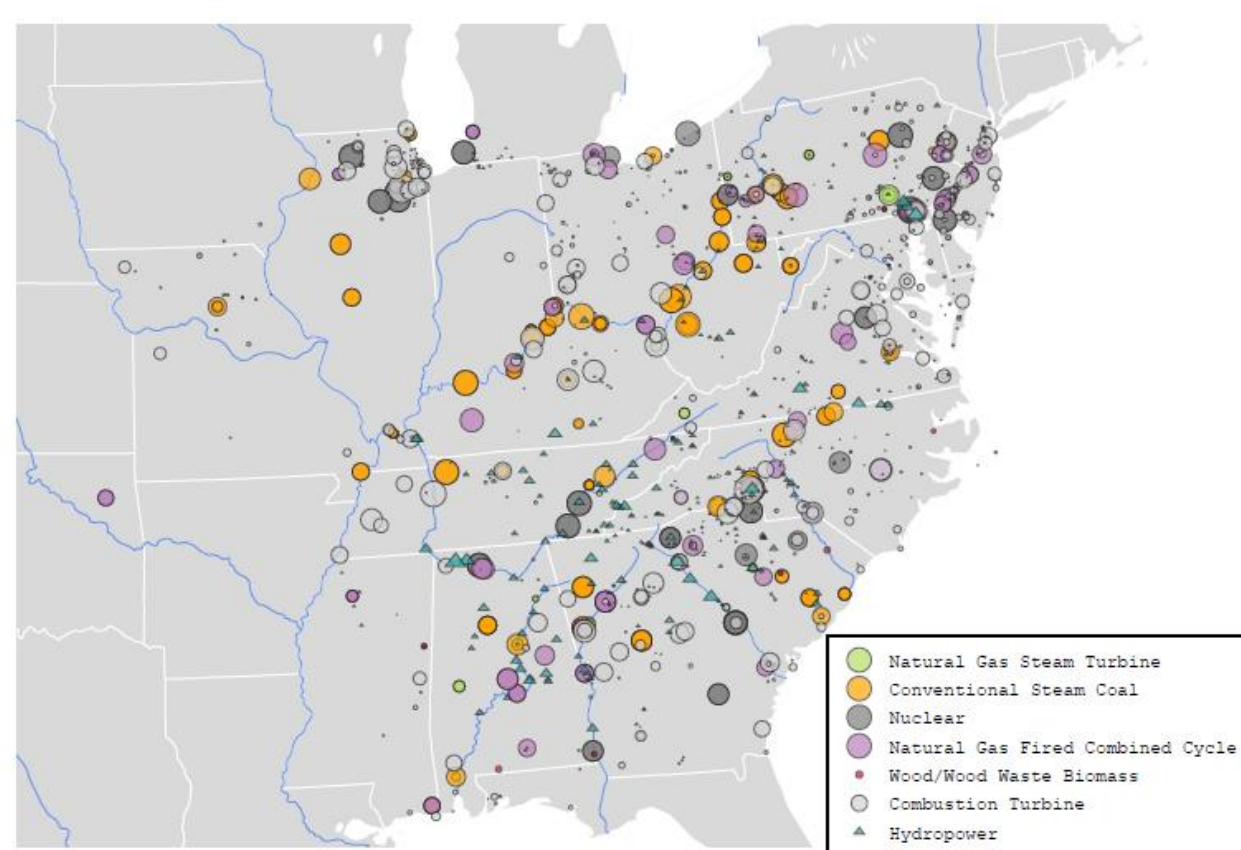 Natural Gas Steam Turbine
Conventional Steam Coal
Nuclear
Natural Gas Fired Combined Cycle
Wood/Wood Waste Biomass
Combustion Turbine
Hydropower